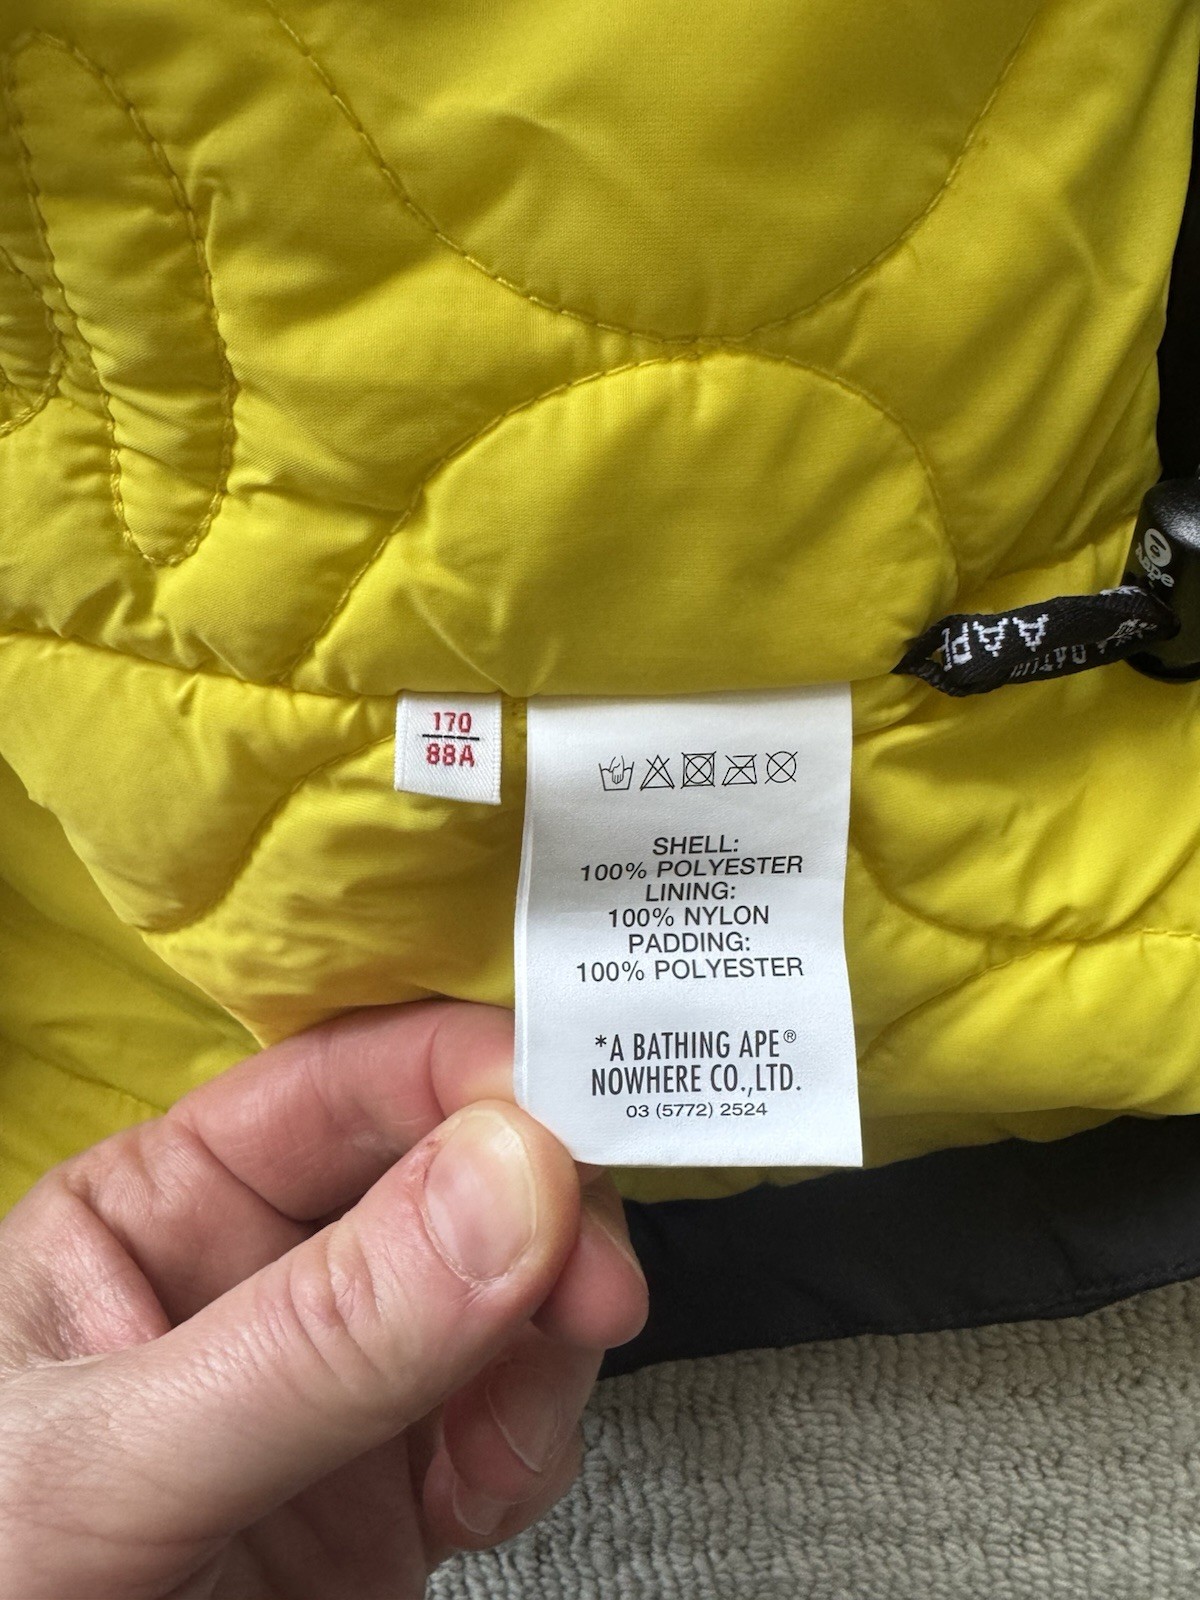 170
88A
SHELL:
100% POLYESTER
LINING:
100% NYLON
PADDING:
100% POLYESTER
*A BATHING APE®
NOWHERE CO.,LTD.
03 (5772) 2524